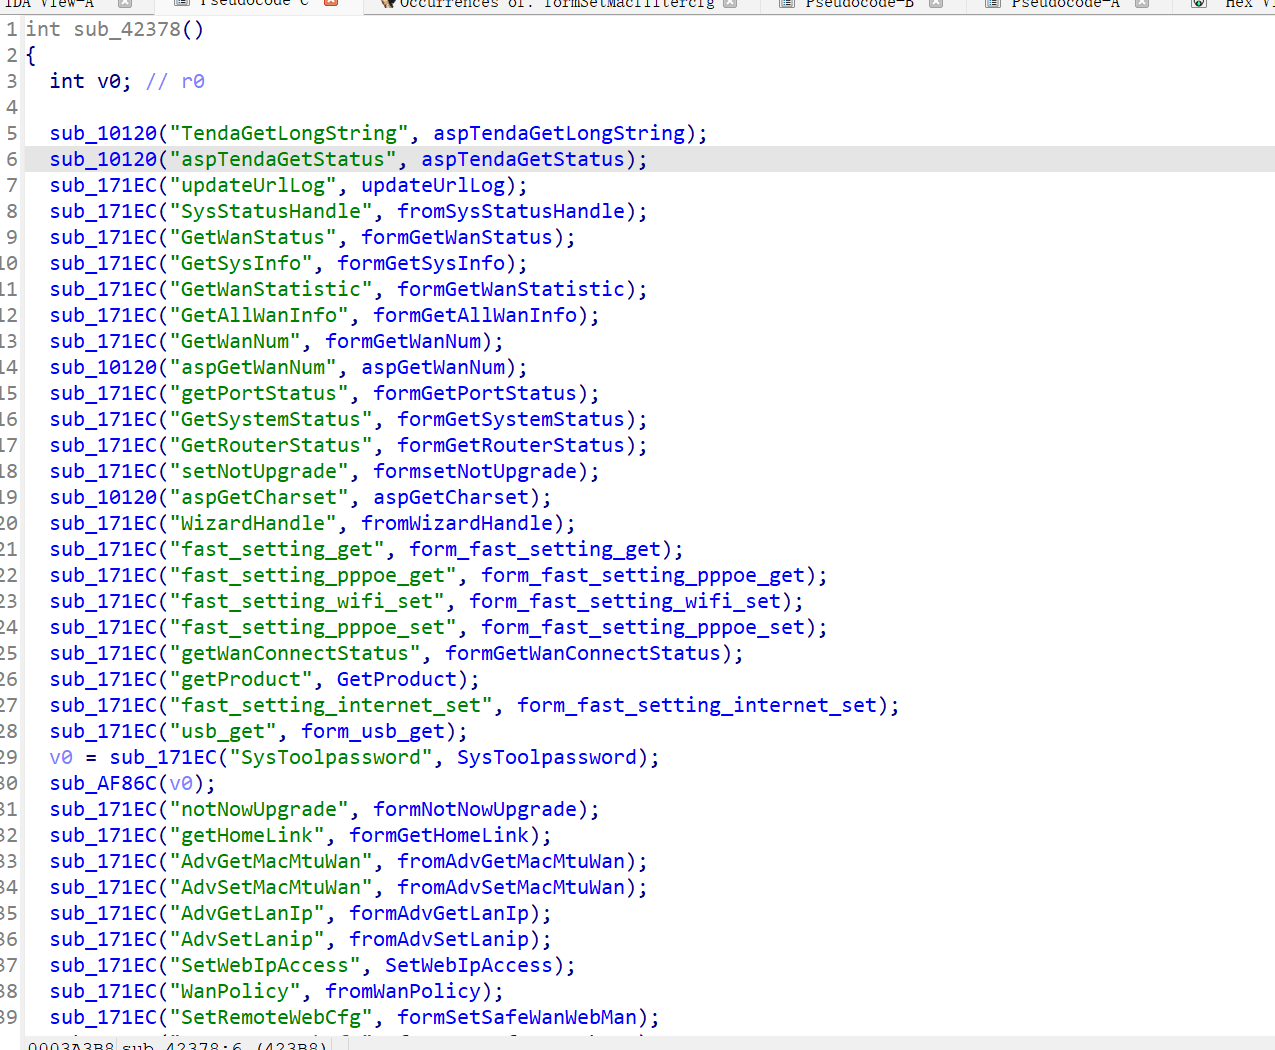 IDA View-A Pseudocode-C Occurrences of: formSetMacFilterCfg Pseudocode-B Pseudocode-A Hex Vi
1 int sub_42378()
2 {
3 int v0; // r0
4
5 sub_10120("TendaGetLongString", aspTendaGetLongString);
6 sub_10120("aspTendaGetStatus", aspTendaGetStatus);
7 sub_171EC("updateUrlLog", updateUrlLog);
8 sub_171EC("SysStatusHandle", fromSysStatusHandle);
9 sub_171EC("GetWanStatus", formGetWanStatus);
10 sub_171EC("GetSysInfo", formGetSysInfo);
11 sub_171EC("GetWanStatistic", formGetWanStatistic);
12 sub_171EC("GetAllWanInfo", formGetAllWanInfo);
13 sub_171EC("GetWanNum", formGetWanNum);
14 sub_10120("aspGetWanNum", aspGetWanNum);
15 sub_171EC("getPortStatus", formGetPortStatus);
16 sub_171EC("GetSystemStatus", formGetSystemStatus);
17 sub_171EC("GetRouterStatus", formGetRouterStatus);
18 sub_171EC("setNotUpgrade", formsetNotUpgrade);
19 sub_10120("aspGetCharset", aspGetCharset);
20 sub_171EC("WizardHandle", fromWizardHandle);
21 sub_171EC("fast_setting_get", form_fast_setting_get);
22 sub_171EC("fast_setting_pppoe_get", form_fast_setting_pppoe_get);
23 sub_171EC("fast_setting_wifi_set", form_fast_setting_wifi_set);
24 sub_171EC("fast_setting_pppoe_set", form_fast_setting_pppoe_set);
25 sub_171EC("getWanConnectStatus", formGetWanConnectStatus);
26 sub_171EC("getProduct", GetProduct);
27 sub_171EC("fast_setting_internet_set", form_fast_setting_internet_set);
28 sub_171EC("usb_get", form_usb_get);
29 v0 = sub_171EC("SysToolpassword", SysToolpassword);
30 sub_AF86C(v0);
31 sub_171EC("notNowUpgrade", formNotNowUpgrade);
32 sub_171EC("getHomeLink", formGetHomeLink);
33 sub_171EC("AdvGetMacMtuWan", fromAdvGetMacMtuWan);
34 sub_171EC("AdvSetMacMtuWan", fromAdvSetMacMtuWan);
35 sub_171EC("AdvGetLanIp", formAdvGetLanIp);
36 sub_171EC("AdvSetLanip", fromAdvSetLanip);
37 sub_171EC("SetWebIpAccess", SetWebIpAccess);
38 sub_171EC("WanPolicy", fromWanPolicy);
39 sub_171EC("SetRemoteWebCfg", formSetSafeWanWebMan);
0003A3B8 sub_42378:6 (423B8)